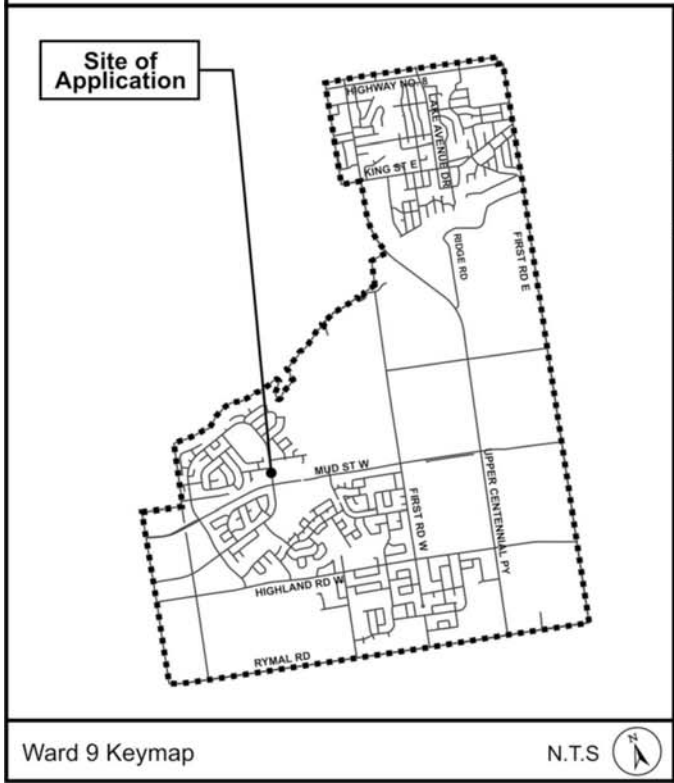 Site of
Application
HIGHWAY NO. 8
LAKE AVENUE DR
KING ST E
RIDGE RD
FIRST RD E
MUD ST W
UPPER CENTENNIAL PY
FIRST RD W
HIGHLAND RD W
RYMAL RD
Ward 9 Keymap
N.T.S
N